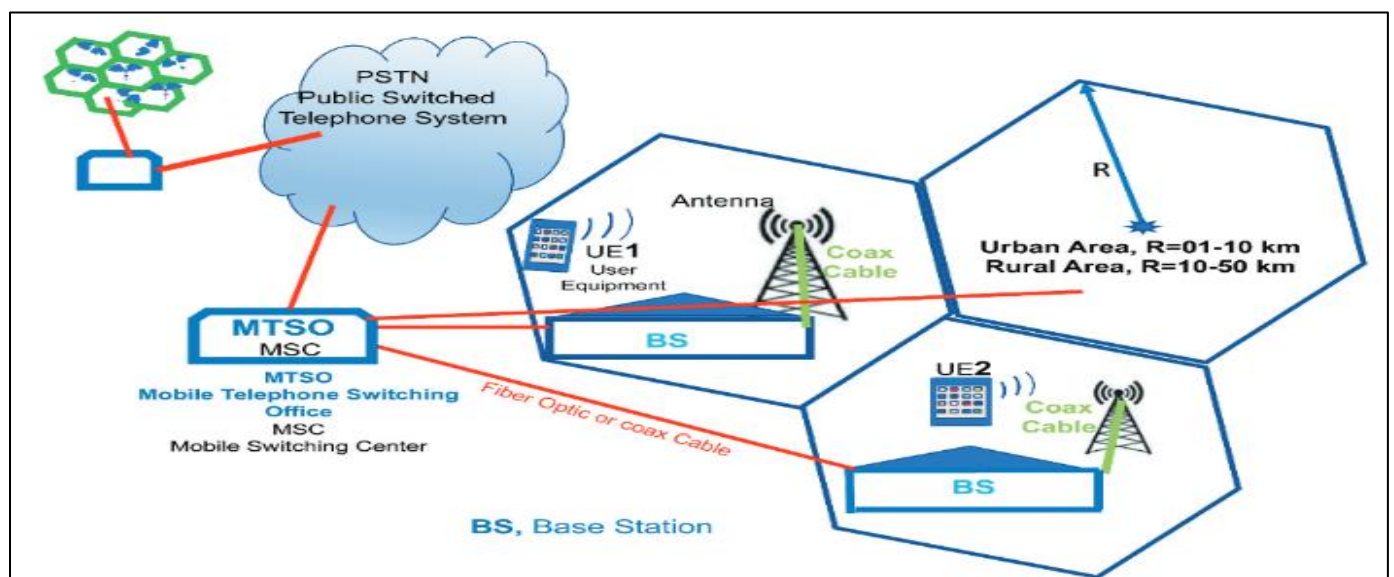 PSTN
Public Switched
Telephone System
Antenna
R
UE1
User
Equipment
Coax
Cable
Urban Area, R=01-10 km
Rural Area, R=10-50 km
MTSO
MSC
BS
MTSO
Mobile Telephone Switching
Office
MSC
Mobile Switching Center
Fiber Optic or coax Cable
UE2
Coax
Cable
BS
BS, Base Station